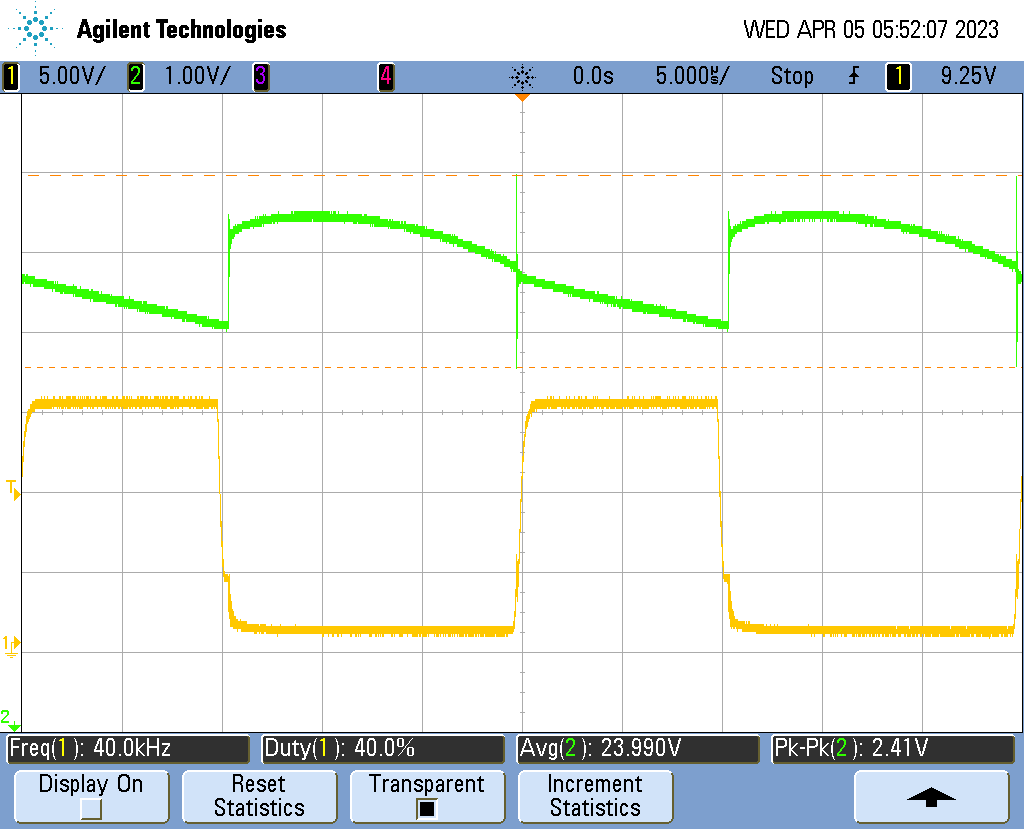 Agilent Technologies
WED APR 05 05:52:07 2023
1 5.00V/ 2 1.00V/ 3 4 0.0s 5.000µs/ Stop 1 9.25V
T
1
2
Freq(1): 40.0kHz Duty(1): 40.0% Avg(2): 23.990V Pk-Pk(2): 2.41V
Display On Reset Transparent Increment
Statistics Statistics